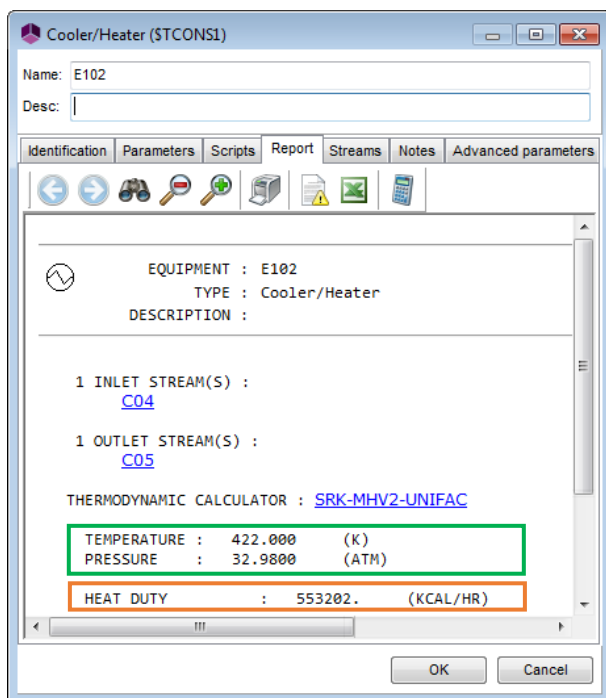 Cooler/Heater ($TCONS1)
Name: E102
Desc:
Identification Parameters Scripts Report Streams Notes Advanced parameters
EQUIPMENT : E102
TYPE : Cooler/Heater
DESCRIPTION :
1 INLET STREAM(S) :
C04
1 OUTLET STREAM(S) :
C05
THERMODYNAMIC CALCULATOR : SRK-MHV2-UNIFAC
TEMPERATURE : 422.000 (K)
PRESSURE : 32.9800 (ATM)
HEAT DUTY : 553202. (KCAL/HR)
OK Cancel